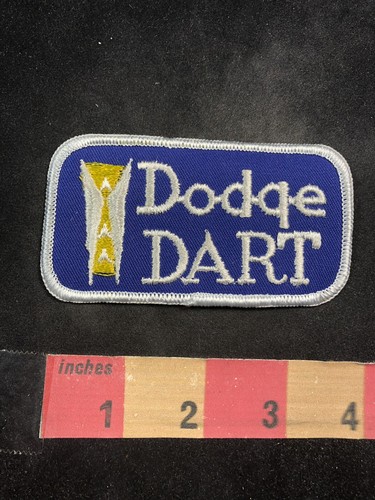 Dodge
DART
inches
1 2 3 4